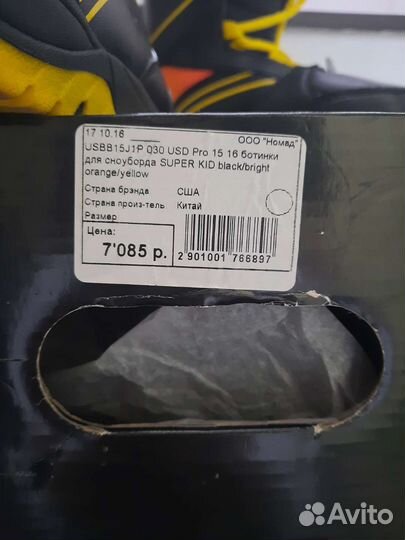 17.10.16 ООО "Номад"
USBB15J1P 030 USD Pro 15 16 ботинки
для сноуборда SUPER KID black/bright
orange/yellow
Страна брэнда США
Страна произ-тель Китай
Размер
Цена:
7'085 р.
2 901001 766897
Avito